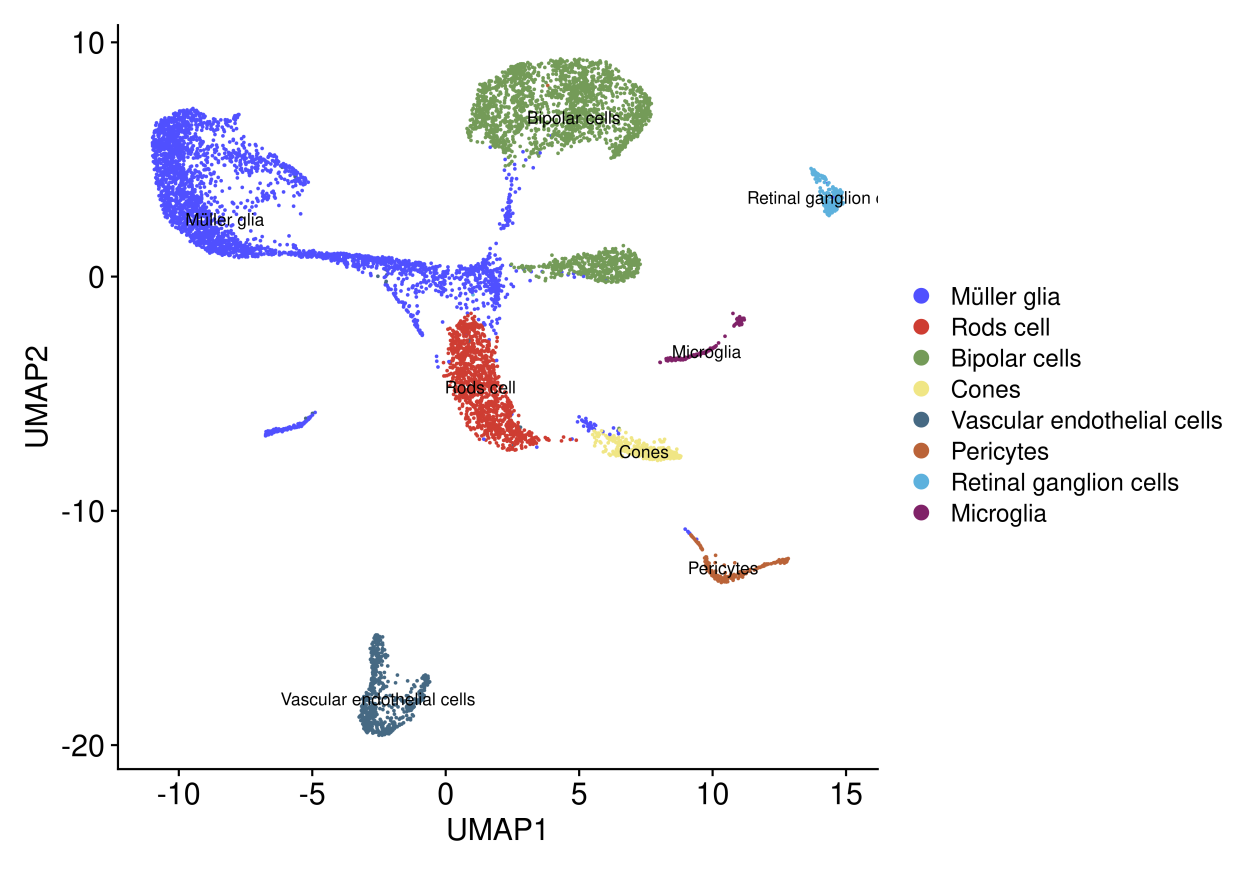 10
0
-10
-20
UMAP2
-10
-5
0
5
10
15
UMAP1
Bipolar cells
Retinal ganglion c
Müller glia
Microglia
Rods cell
Cones
Pericytes
Vascular endothelial cells
Müller glia
Rods cell
Bipolar cells
Cones
Vascular endothelial cells
Pericytes
Retinal ganglion cells
Microglia